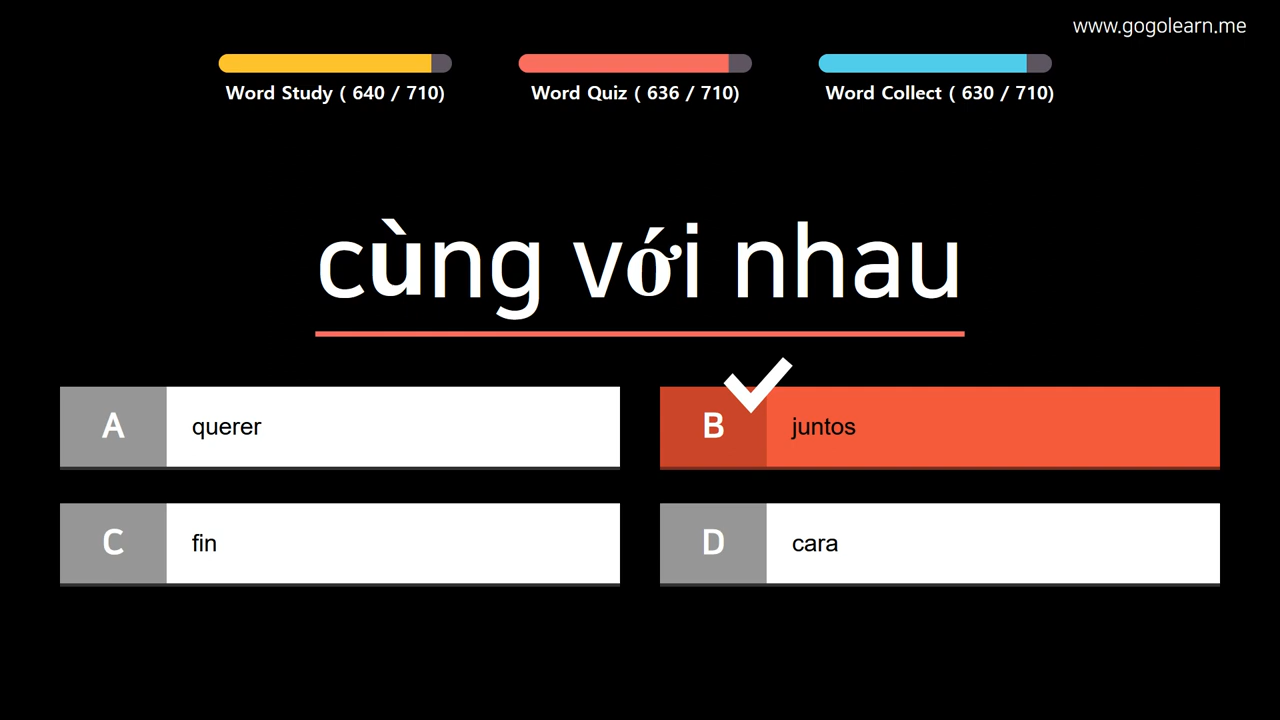 www.gogolearn.me
Word Study ( 640 / 710)
Word Quiz ( 636 / 710)
Word Collect ( 630 / 710)
cùng với nhau
A querer
B juntos
C fin
D cara